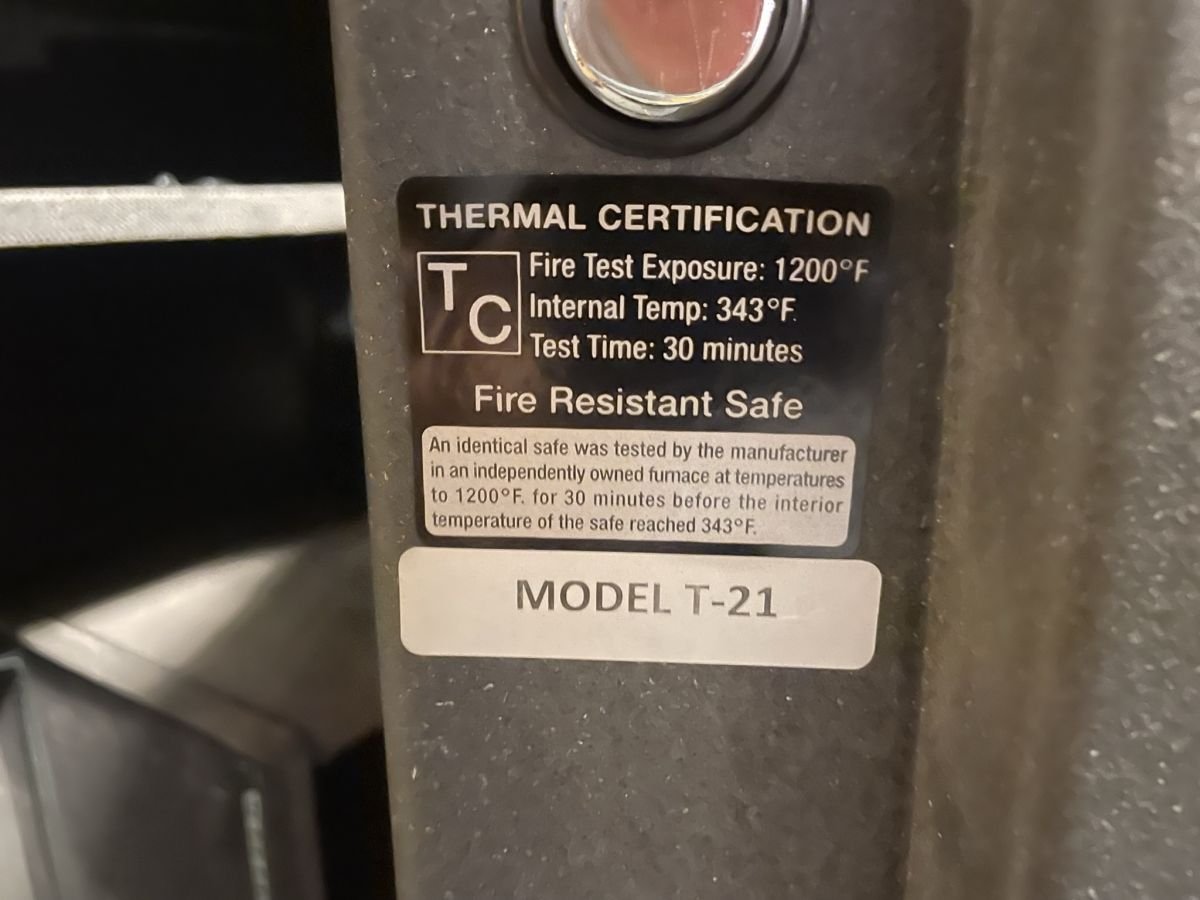 THERMAL CERTIFICATION
TC
Fire Test Exposure: 1200°F
Internal Temp: 343°F.
Test Time: 30 minutes
Fire Resistant Safe
An identical safe was tested by the manufacturer
in an independently owned furnace at temperatures
to 1200°F. for 30 minutes before the interior
temperature of the safe reached 343°F.
MODEL T-21